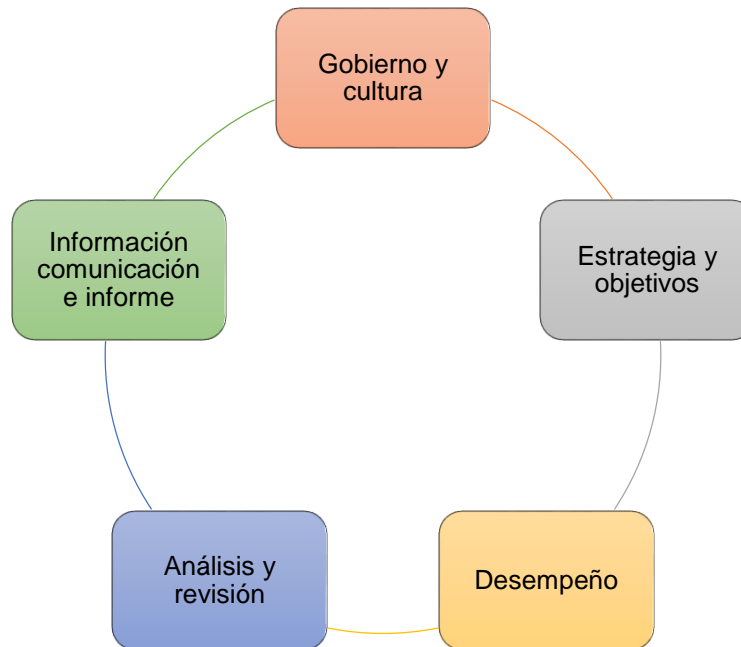 Gobierno y
cultura
Estrategia y
objetivos
Desempeño
Análisis y
revisión
Información
comunicación
e informe